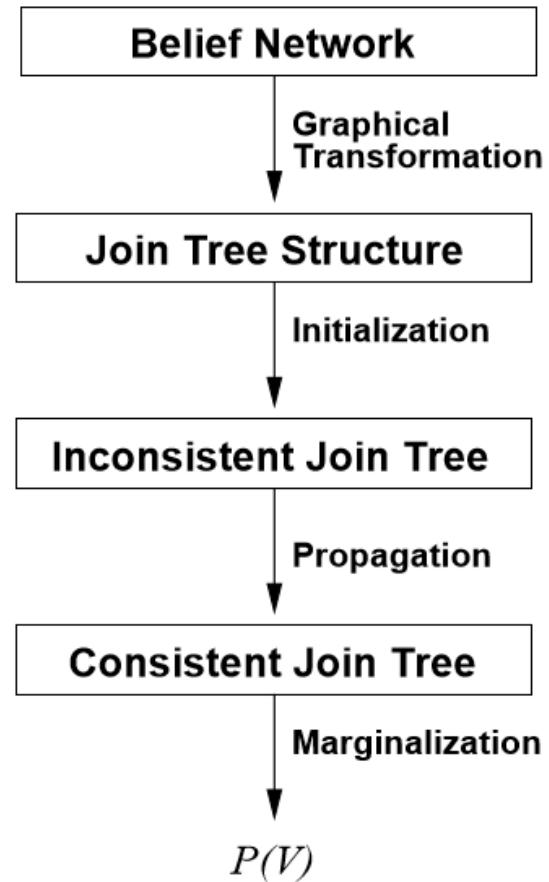 Belief Network
Graphical
Transformation
Join Tree Structure
Initialization
Inconsistent Join Tree
Propagation
Consistent Join Tree
Marginalization
P(V)